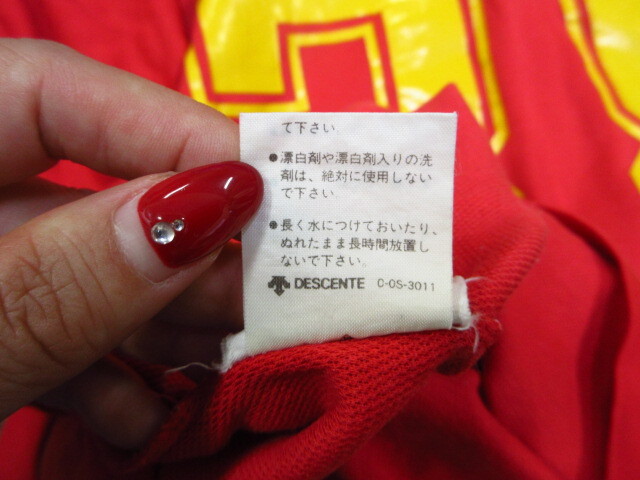 て下さい。
●漂白剤や漂白剤入りの洗
剤は、絶対に使用しない
で下さい。
●長く水につけておいたり、
ぬれたまま長時間放置し
ないで下さい。
DESCENTE 0-OS-3011